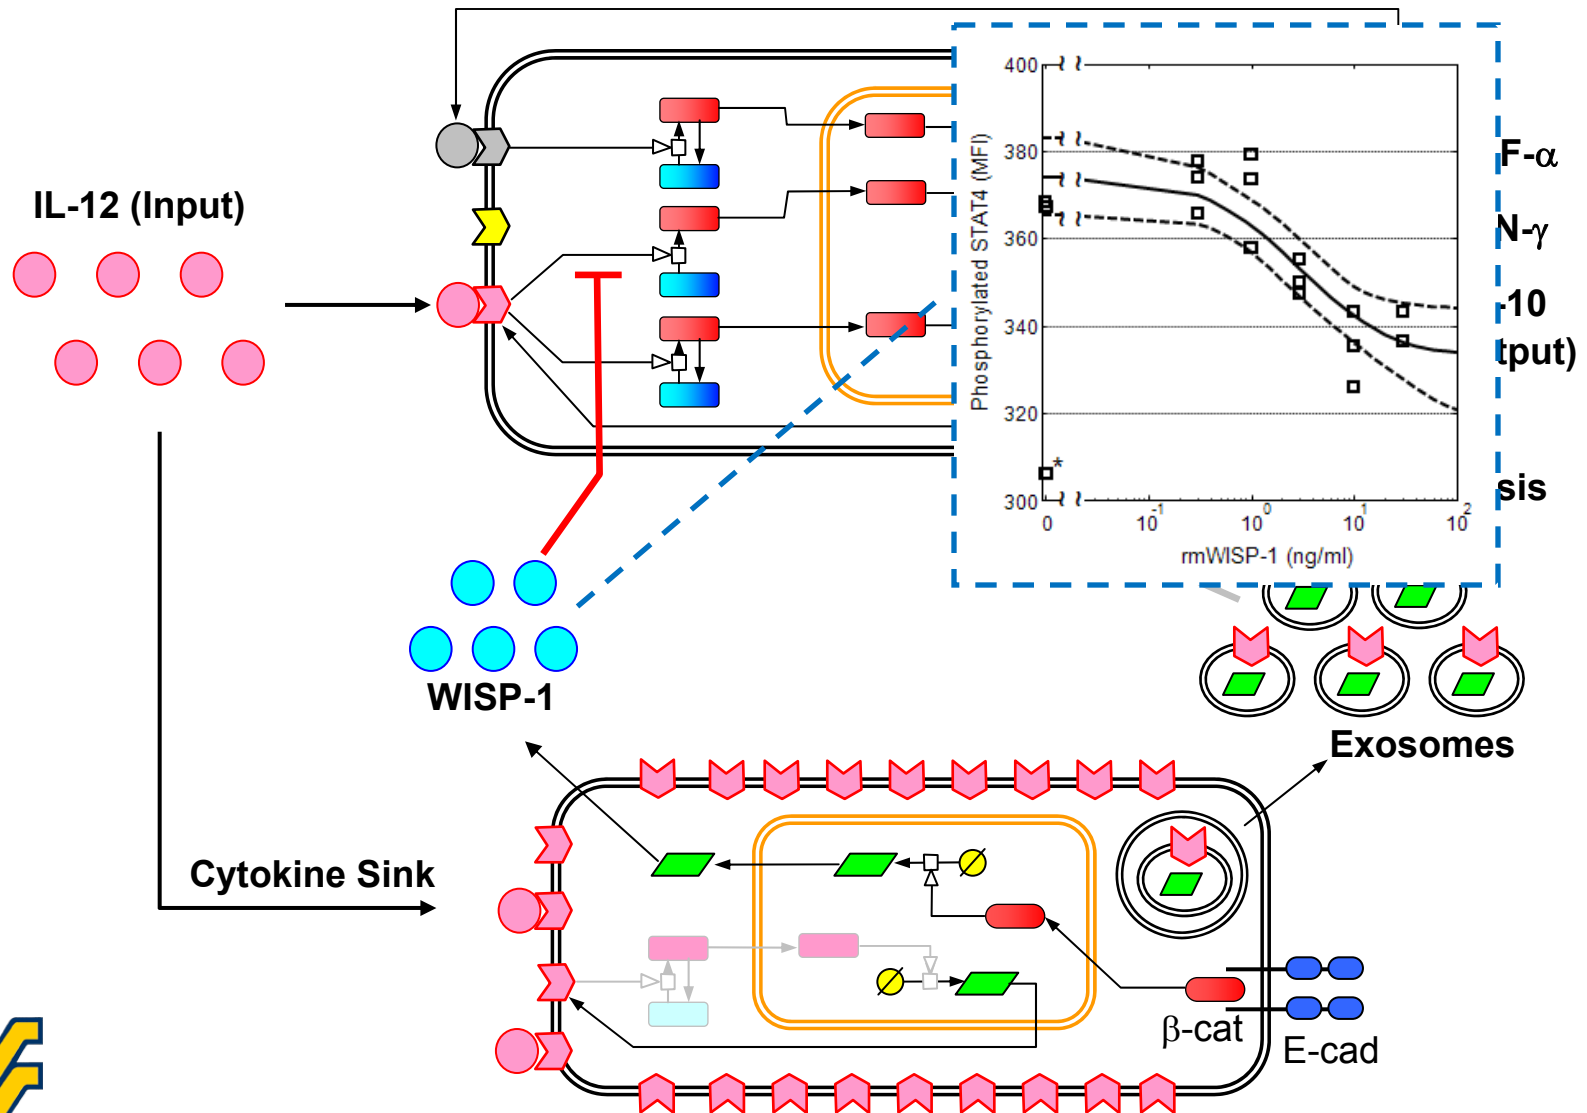 IL-12 (Input)
400
380
360
340
320
300
Phosphorylated STAT4 (MFI)
*
0
10^-1
10^0
10^1
10^2
rmWISP-1 (ng/ml)
F-α
N-γ
-10
tput)
sis
WISP-1
Exosomes
Cytokine Sink
β-cat
E-cad